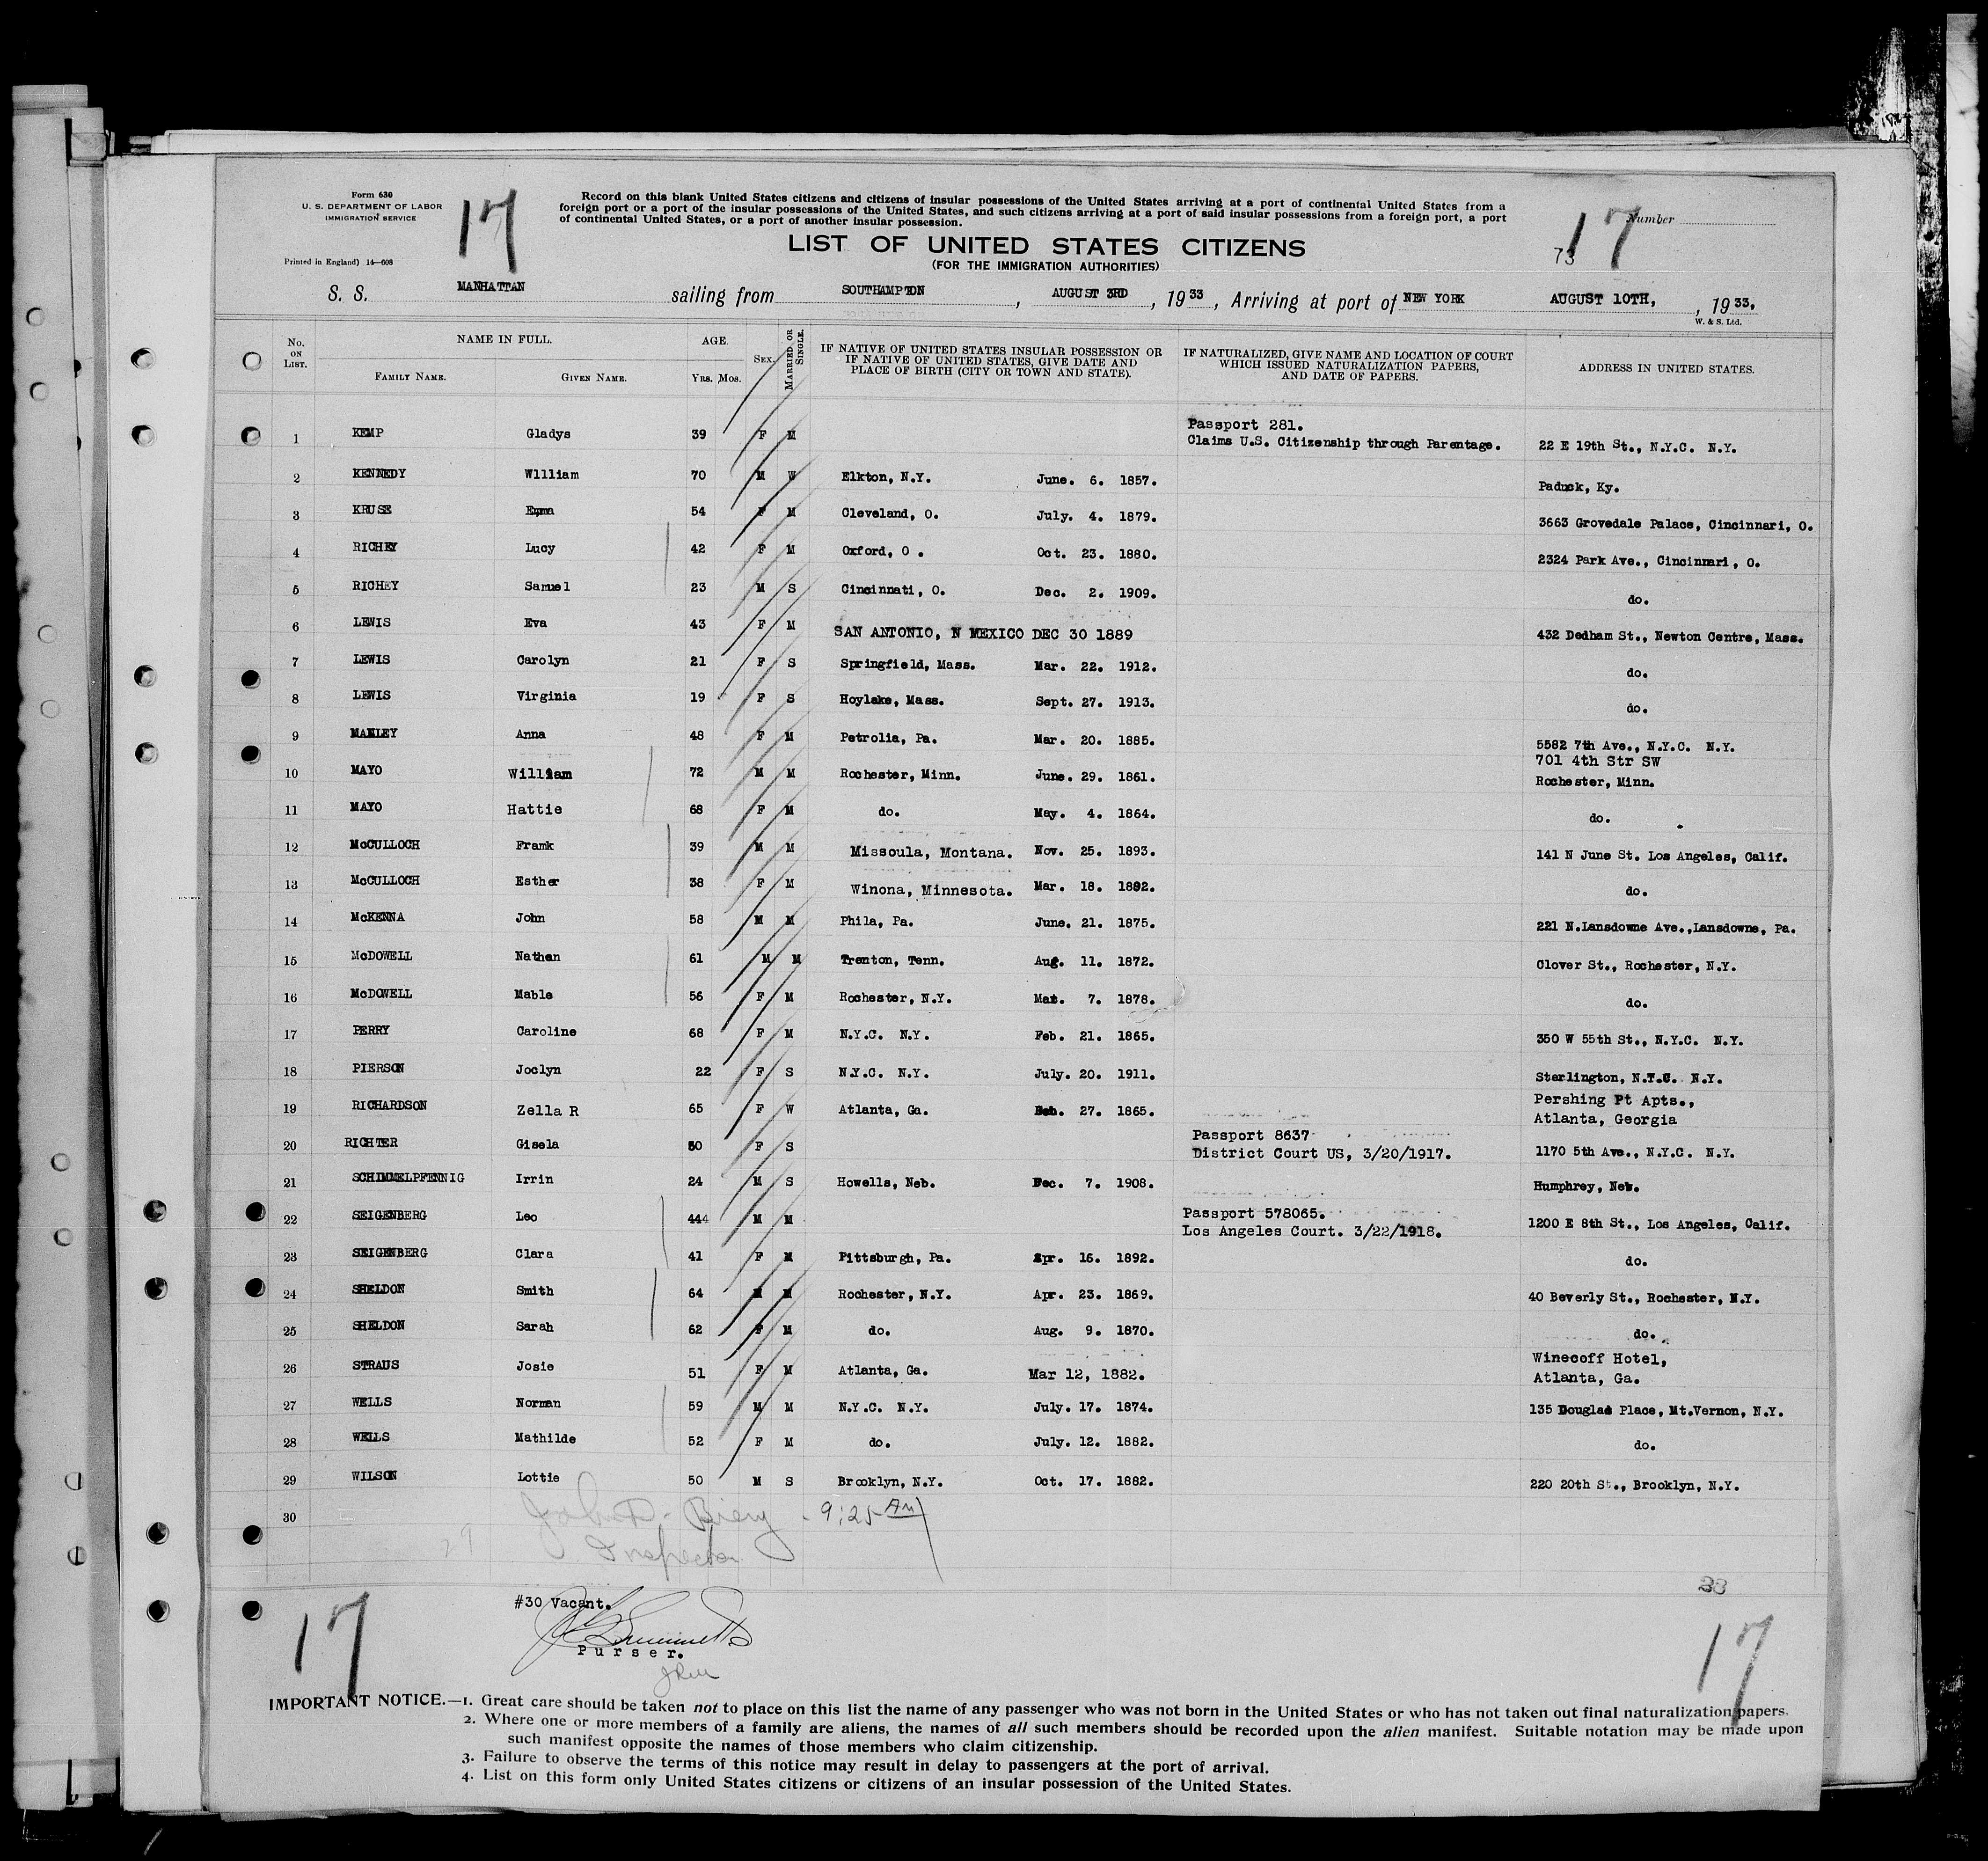 Form 630
U. S. DEPARTMENT OF LABOR
IMMIGRATION SERVICE
17
Record on this blank United States citizens and citizens of insular possessions of the United States arriving at a port of continental United States from a
foreign port or a port of the insular possessions of the United States, and such citizens arriving at a port of said insular possessions from a foreign port, a port
of continental United States, or a port of another insular possession.
Number
17
73
LIST OF UNITED STATES CITIZENS
(FOR THE IMMIGRATION AUTHORITIES)
Printed in England) 14—608
S. S. MANHATTAN sailing from SOUTHAMPTON, AUGUST 3RD, 1933, Arriving at port of NEW YORK AUGUST 10TH, , 1933.
W. & S. Ltd.
No. ON LIST. NAME IN FULL. FAMILY NAME. GIVEN NAME. AGE. YRS. MOS. SEX. MARRIED OR SINGLE. IF NATIVE OF UNITED STATES INSULAR POSSESSION OR IF NATIVE OF UNITED STATES, GIVE DATE AND PLACE OF BIRTH (CITY OR TOWN AND STATE). IF NATURALIZED, GIVE NAME AND LOCATION OF COURT WHICH ISSUED NATURALIZATION PAPERS, AND DATE OF PAPERS. ADDRESS IN UNITED STATES.
1 KEMP Gladys 39 F M Passport 281. Claims U.S. Citizenship through Parentage. 22 E 19th St., N.Y.C. N.Y.
2 KENNEDY Wlliam 70 M W Elkton, N.Y. June. 6. 1857. Paduck, Ky.
3 KRUSE Emma 54 F M Cleveland, O. July. 4. 1879. 3663 Grovedale Palace, Cincinnari, O.
4 RICHEY Lucy 42 F M Oxford, O . Oct. 23. 1880. 2324 Park Ave., Cincinnari, O.
5 RICHEY Samuel 23 M S Cincinnati, O. Dec. 2. 1909. do.
6 LEWIS Eva 43 F M SAN ANTONIO, N MEXICO DEC 30 1889 432 Dedham St., Newton Centre, Mass.
7 LEWIS Carolyn 21 F S Springfield, Mass. Mar. 22. 1912. do.
8 LEWIS Virginia 19 F S Hoylake, Mass. Sept. 27. 1913. do.
9 MANLEY Anna 48 F M Petrolia, Pa. Mar. 20. 1885. 5582 7th Ave., N.Y.C. N.Y.
10 MAYO William 72 M M Rochester, Minn. June. 29. 1861. 701 4th Str SW Rochester, Minn.
11 MAYO Hattie 68 F M do. May. 4. 1864. do.
12 McCULLOCH Framk 39 M M Missoula, Montana. Nov. 25. 1893. 141 N June St. Los Angeles, Calif.
13 McCULLOCH Esther 38 F M Winona, Minnesota. Mar. 18. 1892. do.
14 McKENNA John 58 M M Phila, Pa. June. 21. 1875. 221 N.Lansdowne Ave.,Lansdowne, Pa.
15 McDOWELL Nathan 61 M M Trenton, Tenn. Aug. 11. 1872. Clover St., Rochester, N.Y.
16 McDOWELL Mable 56 F M Rochester, N.Y. Mar. 7. 1878. do.
17 PERRY Caroline 68 F M N.Y.C. N.Y. Feb. 21. 1865. 350 W 55th St., N.Y.C. N.Y.
18 PIERSON Joclyn 22 F S N.Y.C. N.Y. July. 20. 1911. Sterlington, N.Y.
19 RICHARDSON Zella R 65 F W Atlanta, Ga. 27. 1865. Pershing Pt Apts., Atlanta, Georgia
20 RICHTER Gisela 50 F S Passport 8637 District Court US, 3/20/1917. 1170 5th Ave., N.Y.C. N.Y.
21 SCHIMMELPFENNIG Irrin 24 M S Howells, Neb. Dec. 7. 1908. Humphrey, Neb.
22 SEIGENBERG Leo 444 M M Passport 578065. Los Angeles Court. 3/22/1918. 1200 E 8th St., Los Angeles, Calif.
23 SEIGENBERG Clara 41 F M Pittsburgh, Pa. Apr. 16. 1892. do.
24 SHELDON Smith 64 M M Rochester, N.Y. Apr. 23. 1869. 40 Beverly St., Rochester, N.Y.
25 SHELDON Sarah 62 F M do. Aug. 9. 1870. do.
26 STRAUS Josie 51 F M Atlanta, Ga. Mar 12, 1882. Winecoff Hotel, Atlanta, Ga.
27 WELLS Norman 59 M M N.Y.C. N.Y. July. 17. 1874. 135 Douglas Place, Mt.Vernon, N.Y.
28 WELLS Mathilde 52 F M do. July. 12. 1882. do.
29 WILSON Lottie 50 M S Brooklyn, N.Y. Oct. 17. 1882. 220 20th St., Brooklyn, N.Y.
30
John D. Biery - 9:25 AM
Inspector
29
#30 Vacant.
Purser.
17
17
IMPORTANT NOTICE.—1. Great care should be taken not to place on this list the name of any passenger who was not born in the United States or who has not taken out final naturalization papers.
2. Where one or more members of a family are aliens, the names of all such members should be recorded upon the alien manifest. Suitable notation may be made upon
such manifest opposite the names of those members who claim citizenship.
3. Failure to observe the terms of this notice may result in delay to passengers at the port of arrival.
4. List on this form only United States citizens or citizens of an insular possession of the United States.